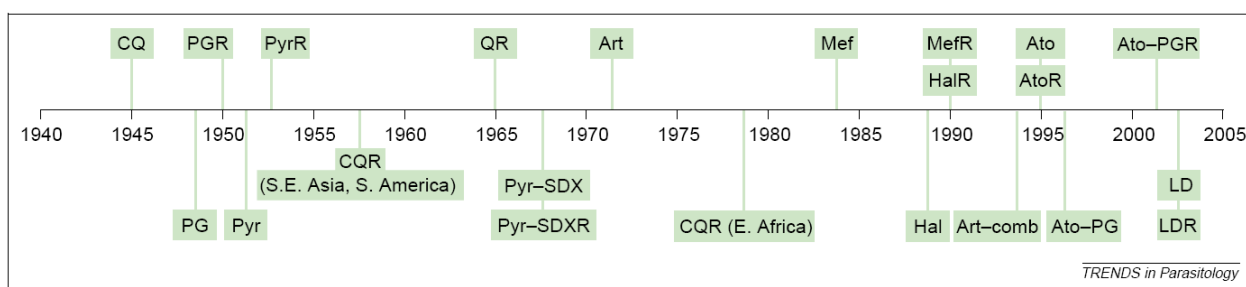 CQ PGR PyrR QR Art Mef MefR Ato Ato–PGR
HalR AtoR
1940 1945 1950 1955 1960 1965 1970 1975 1980 1985 1990 1995 2000 2005
CQR
(S.E. Asia, S. America) Pyr–SDX LD
PG Pyr Pyr–SDXR CQR (E. Africa) Hal Art–comb Ato–PG LDR
TRENDS in Parasitology